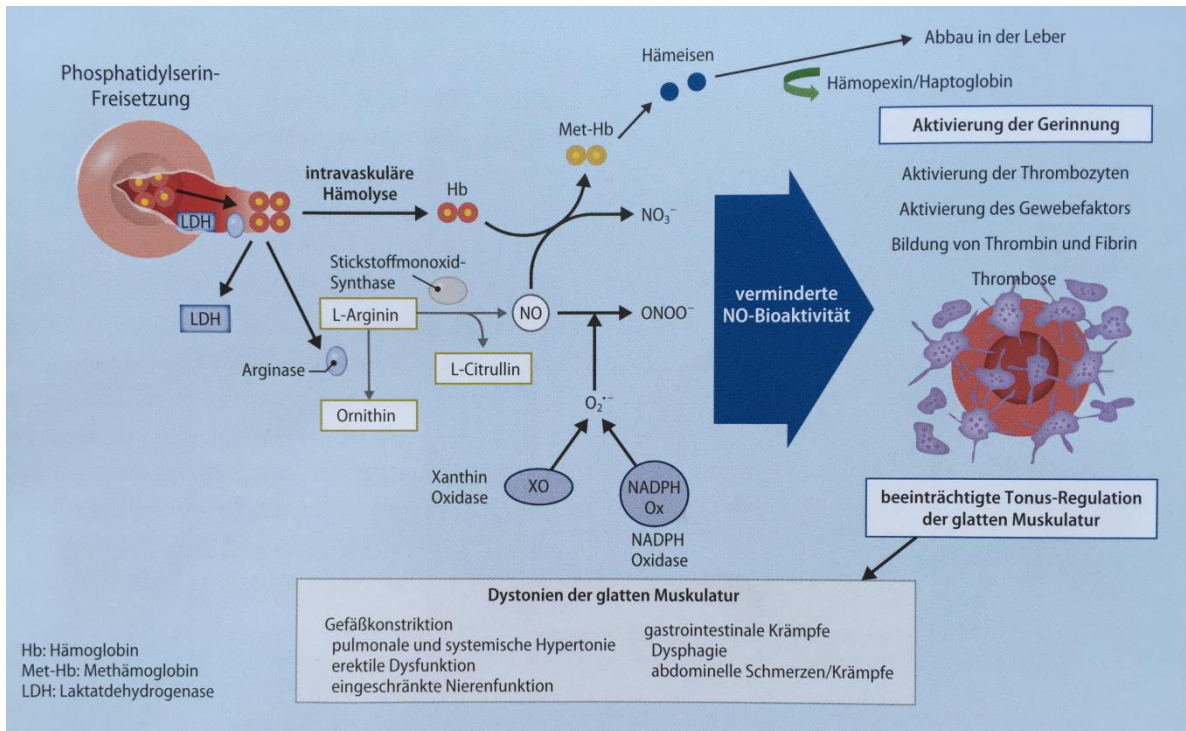 Phosphatidylserin-
Freisetzung
LDH
LDH
intravaskuläre
Hämolyse
Hb
Met-Hb
Hämeisen
Abbau in der Leber
Hämopexin/Haptoglobin
NO₃⁻
Stickstoffmonoxid-
Synthase
L-Arginin
NO
ONOO⁻
L-Citrullin
Arginase
Ornithin
O₂˙⁻
Xanthin
Oxidase
XO
NADPH
Ox
NADPH
Oxidase
verminderte
NO-Bioaktivität
Aktivierung der Gerinnung
Aktivierung der Thrombozyten
Aktivierung des Gewebefaktors
Bildung von Thrombin und Fibrin
Thrombose
beeinträchtigte Tonus-Regulation
der glatten Muskulatur
Dystonien der glatten Muskulatur
Gefäßkonstriktion
pulmonale und systemische Hypertonie
erektile Dysfunktion
eingeschränkte Nierenfunktion
gastrointestinale Krämpfe
Dysphagie
abdominelle Schmerzen/Krämpfe
Hb: Hämoglobin
Met-Hb: Methämoglobin
LDH: Laktatdehydrogenase